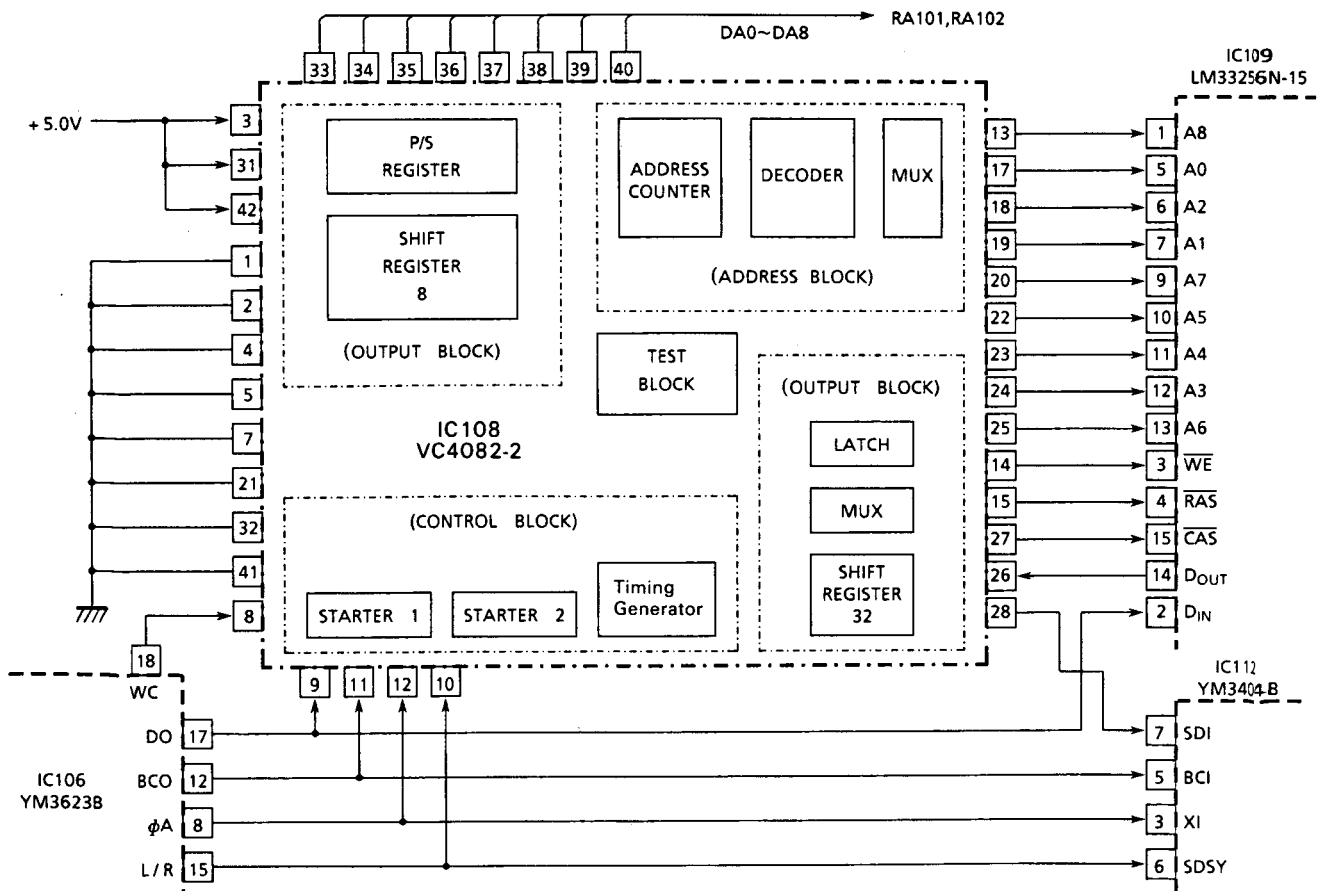 RA101,RA102
DA0~DA8
33 34 35 36 37 38 39 40
IC109
LM33256N-15
+5.0V
3
31
42
1
2
4
5
7
21
32
41
8
P/S
REGISTER
SHIFT
REGISTER
8
(OUTPUT BLOCK)
ADDRESS
COUNTER
DECODER
MUX
(ADDRESS BLOCK)
TEST
BLOCK
IC108
VC4082-2
(OUTPUT BLOCK)
LATCH
MUX
SHIFT
REGISTER
32
(CONTROL BLOCK)
STARTER 1
STARTER 2
Timing
Generator
13 1 A8
17 5 A0
18 6 A2
19 7 A1
20 9 A7
22 10 A5
23 11 A4
24 12 A3
25 13 A6
14 3 WE
15 4 RAS
27 15 CAS
26 14 DOUT
28 2 DIN
18
WC
9 11 12 10
IC112
YM3404-B
IC106
YM3623B
DO 17 7 SDI
BCO 12 5 BCI
ϕA 8 3 XI
L/R 15 6 SDSY